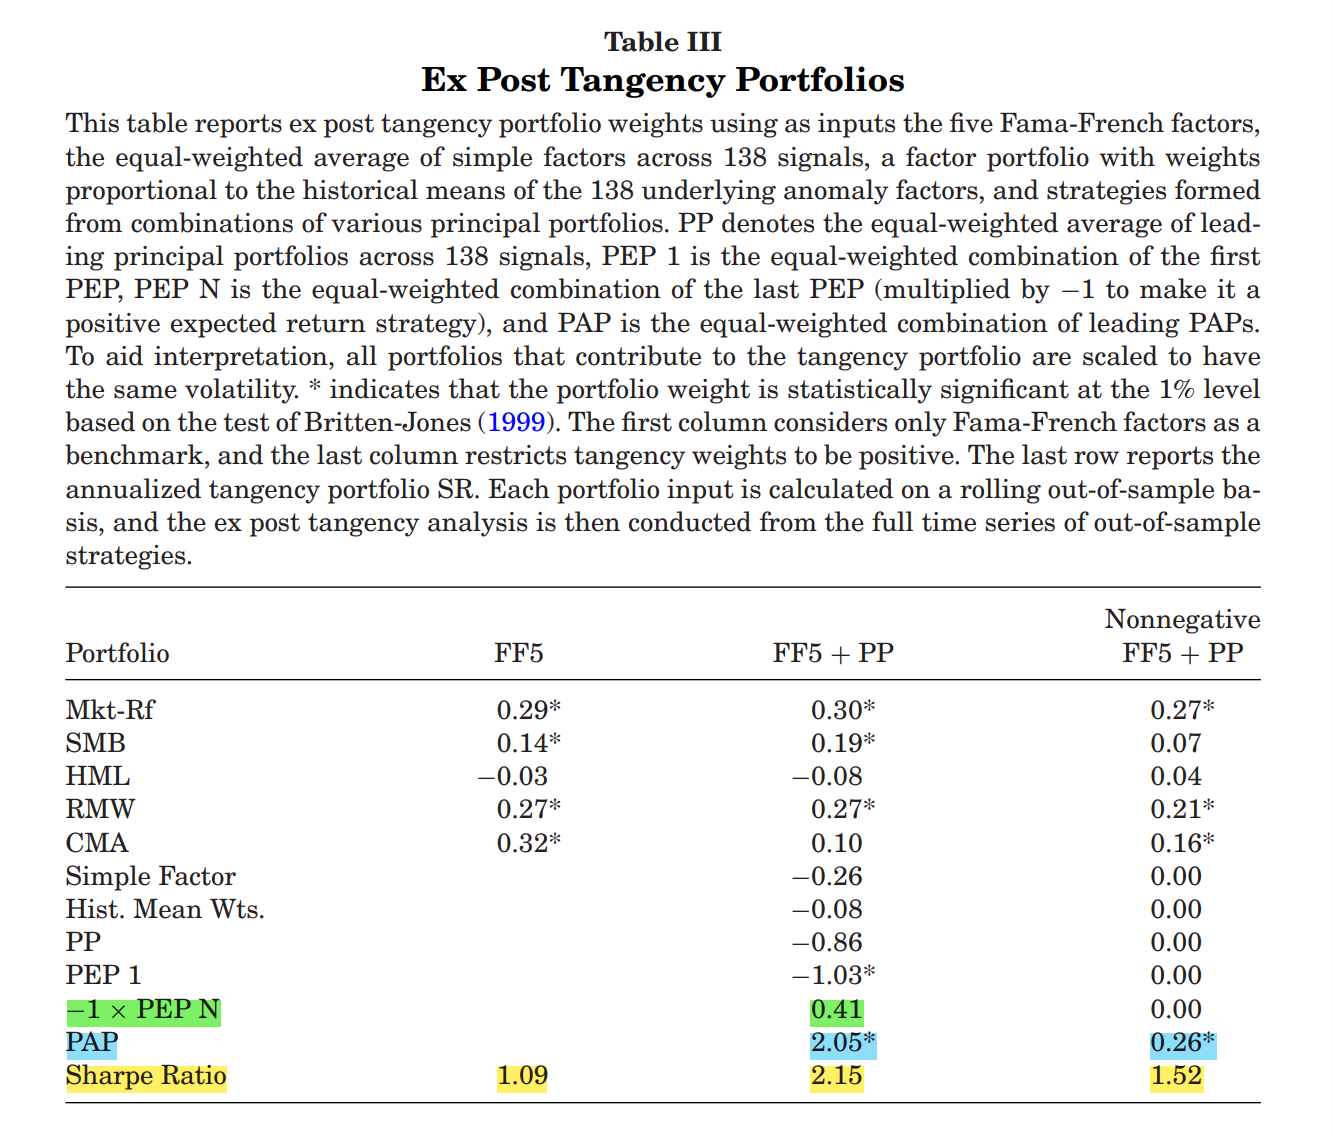 Table III
Ex Post Tangency Portfolios
This table reports ex post tangency portfolio weights using as inputs the five Fama-French factors,
the equal-weighted average of simple factors across 138 signals, a factor portfolio with weights
proportional to the historical means of the 138 underlying anomaly factors, and strategies formed
from combinations of various principal portfolios. PP denotes the equal-weighted average of lead-
ing principal portfolios across 138 signals, PEP 1 is the equal-weighted combination of the first
PEP, PEP N is the equal-weighted combination of the last PEP (multiplied by −1 to make it a
positive expected return strategy), and PAP is the equal-weighted combination of leading PAPs.
To aid interpretation, all portfolios that contribute to the tangency portfolio are scaled to have
the same volatility. * indicates that the portfolio weight is statistically significant at the 1% level
based on the test of Britten-Jones (1999). The first column considers only Fama-French factors as a
benchmark, and the last column restricts tangency weights to be positive. The last row reports the
annualized tangency portfolio SR. Each portfolio input is calculated on a rolling out-of-sample ba-
sis, and the ex post tangency analysis is then conducted from the full time series of out-of-sample
strategies.
Nonnegative
Portfolio FF5 FF5 + PP FF5 + PP
Mkt-Rf 0.29* 0.30* 0.27*
SMB 0.14* 0.19* 0.07
HML −0.03 −0.08 0.04
RMW 0.27* 0.27* 0.21*
CMA 0.32* 0.10 0.16*
Simple Factor −0.26 0.00
Hist. Mean Wts. −0.08 0.00
PP −0.86 0.00
PEP 1 −1.03* 0.00
−1 × PEP N 0.41 0.00
PAP 2.05* 0.26*
Sharpe Ratio 1.09 2.15 1.52